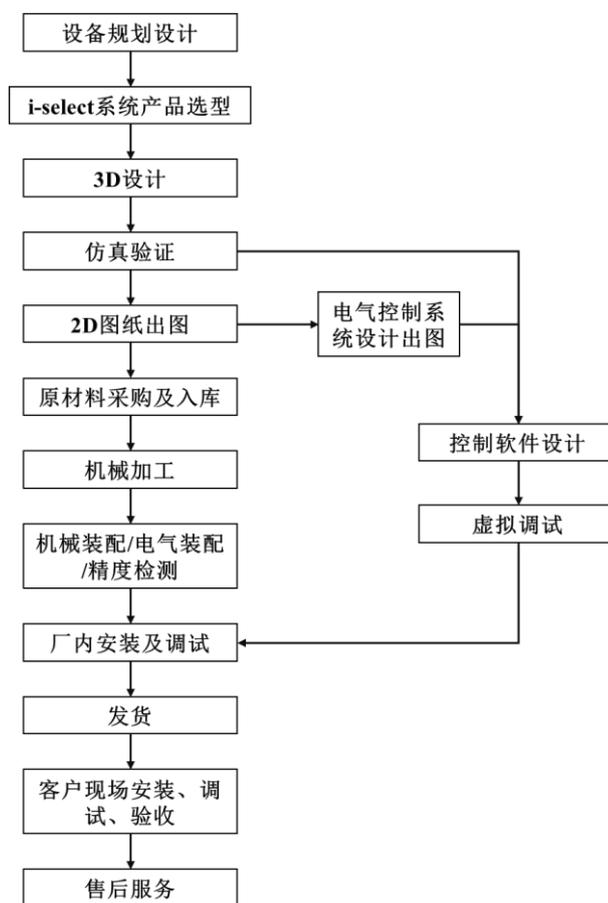 设备规划设计
i-select系统产品选型
3D设计
仿真验证
2D图纸出图
电气控制系
统设计出图
原材料采购及入库
控制软件设计
机械加工
虚拟调试
机械装配/电气装配
/精度检测
厂内安装及调试
发货
客户现场安装、调
试、验收
售后服务